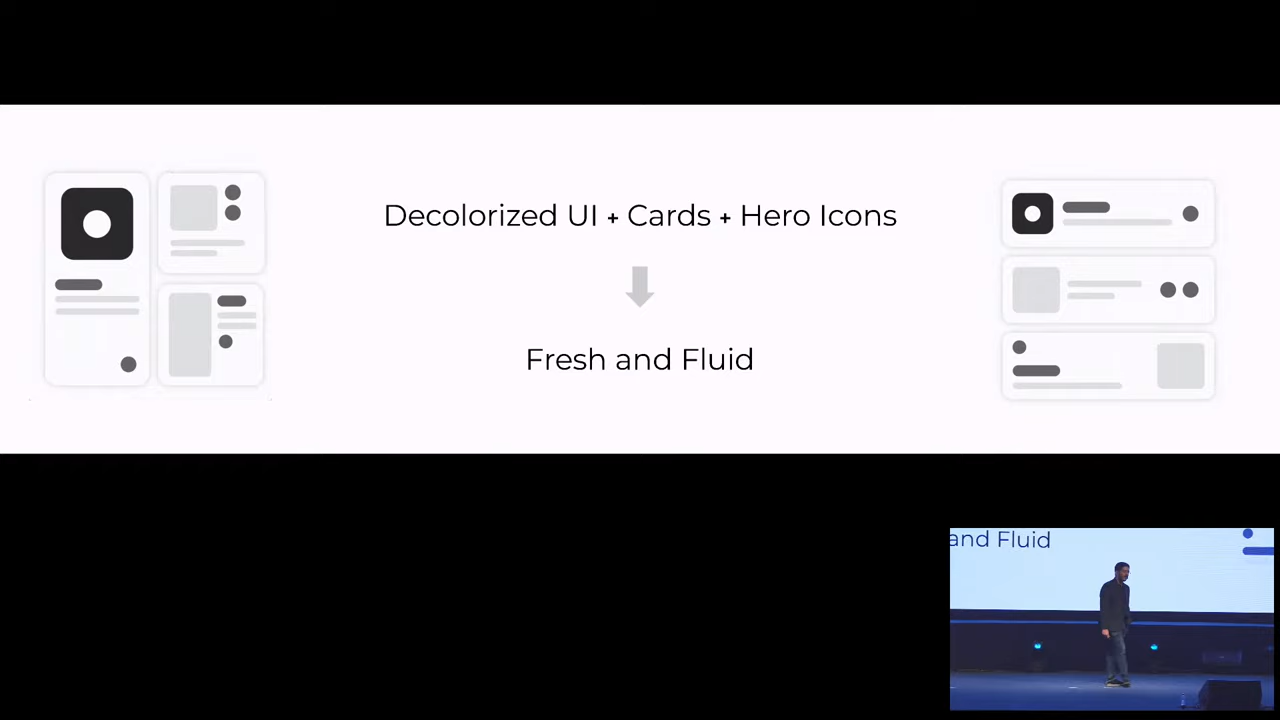 Decolorized UI + Cards + Hero Icons
Fresh and Fluid
and Fluid